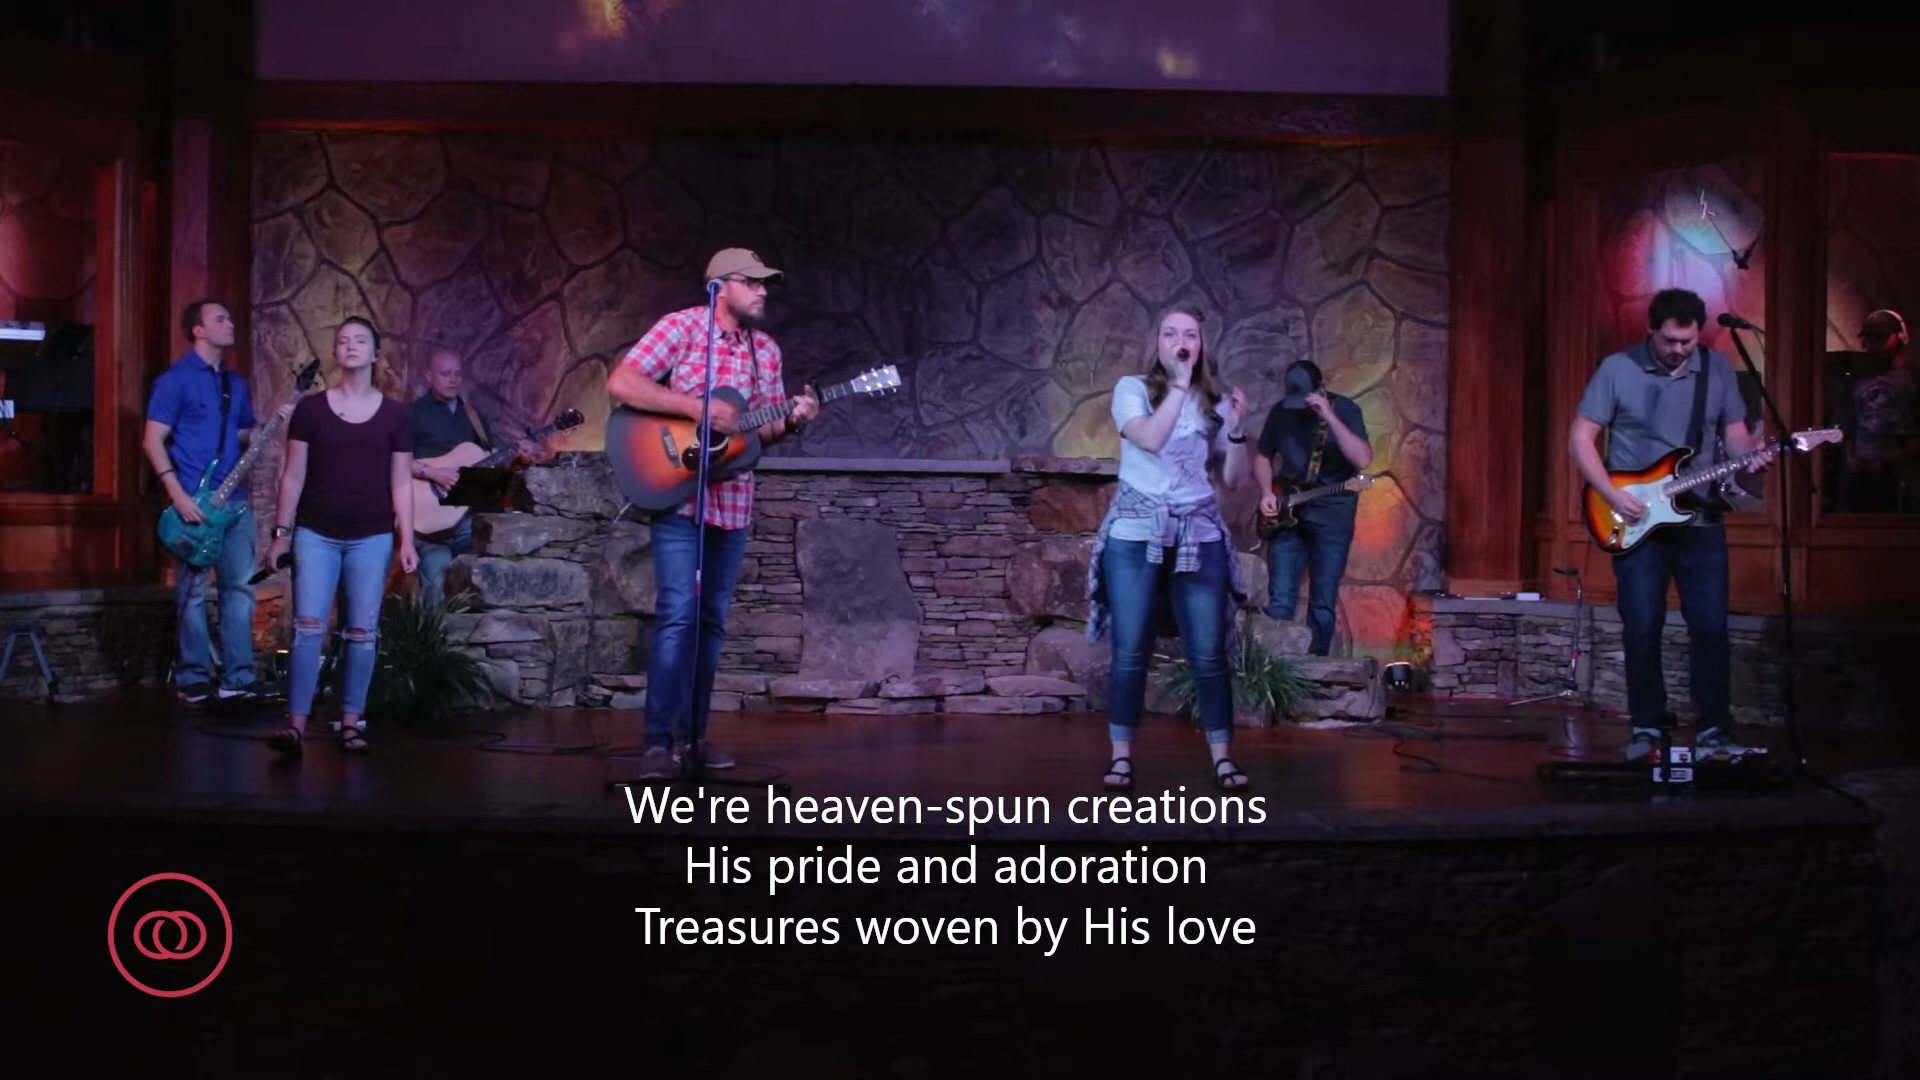 We're heaven-spun creations
His pride and adoration
Treasures woven by His love